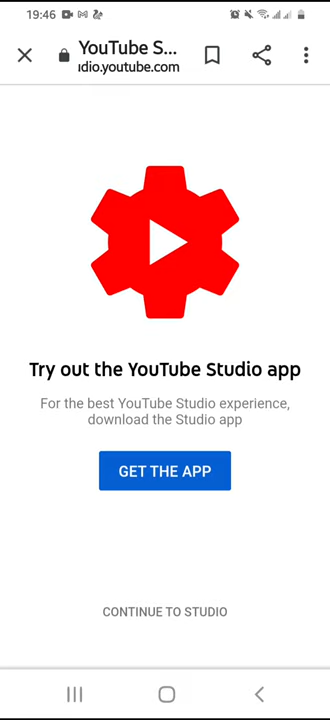 19:46
YouTube S...
idio.youtube.com
Try out the YouTube Studio app
For the best YouTube Studio experience,
download the Studio app
GET THE APP
CONTINUE TO STUDIO